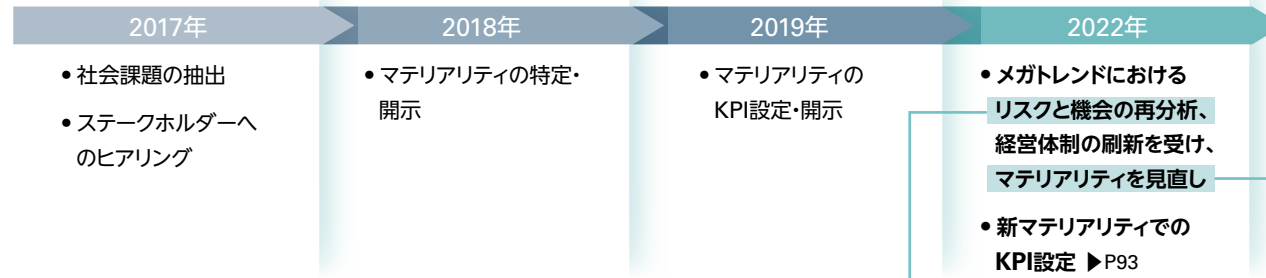 2017年
• 社会課題の抽出
• ステークホルダーへ
のヒアリング
2018年
• マテリアリティの特定・
開示
2019年
• マテリアリティの
KPI設定・開示
2022年
• メガトレンドにおける
リスクと機会の再分析、
経営体制の刷新を受け、
マテリアリティを見直し
• 新マテリアリティでの
KPI設定 ▶P93